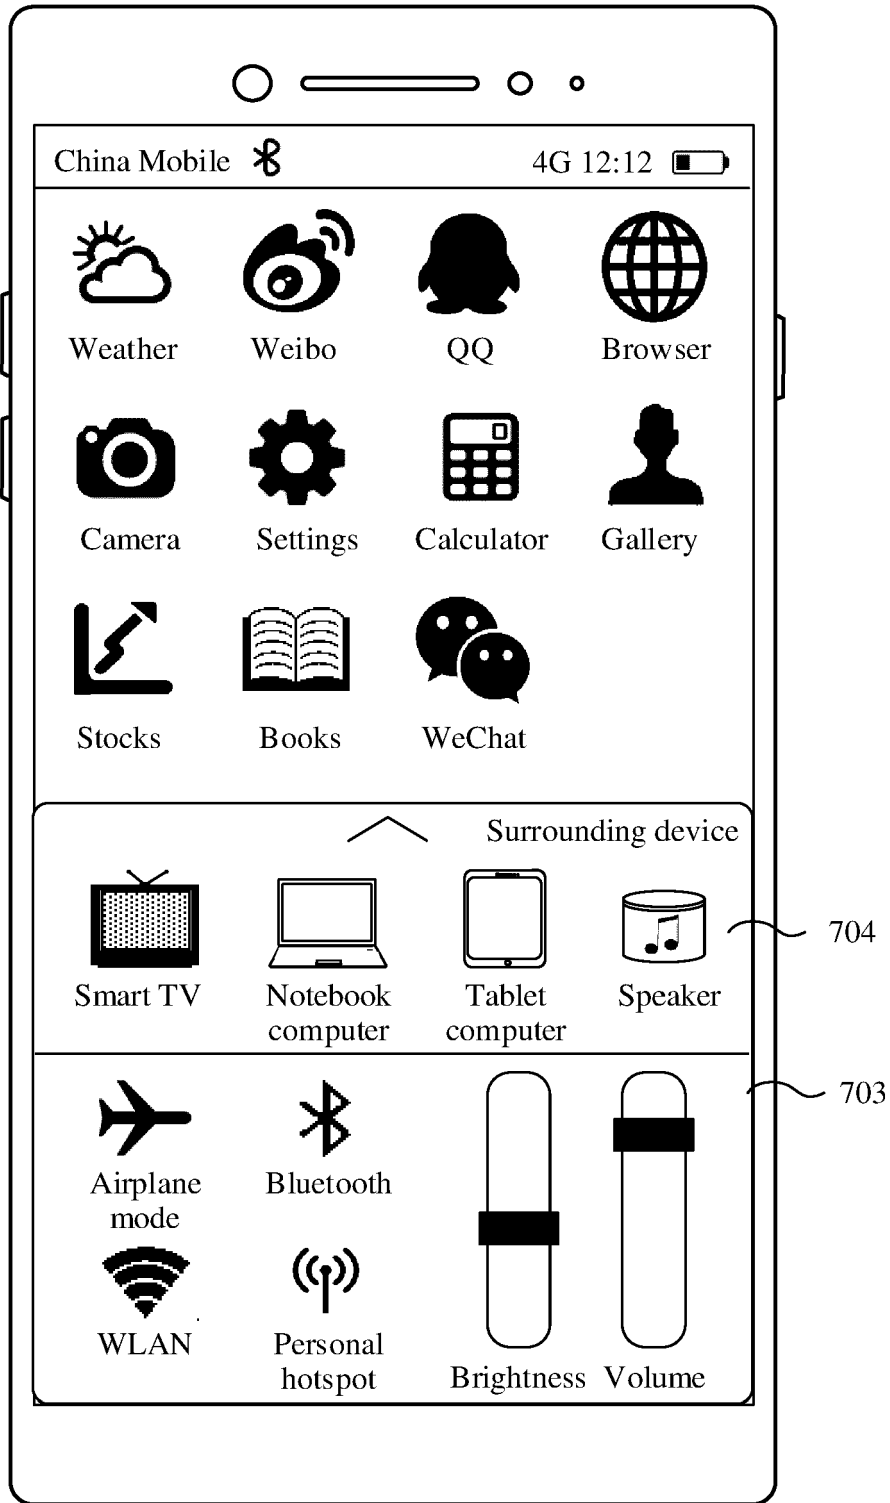 China Mobile 4G 12:12
Weather Weibo QQ Browser
Camera Settings Calculator Gallery
Stocks Books WeChat
Surrounding device
704
Smart TV Notebook computer Tablet computer Speaker
703
Airplane mode Bluetooth
WLAN Personal hotspot
Brightness Volume